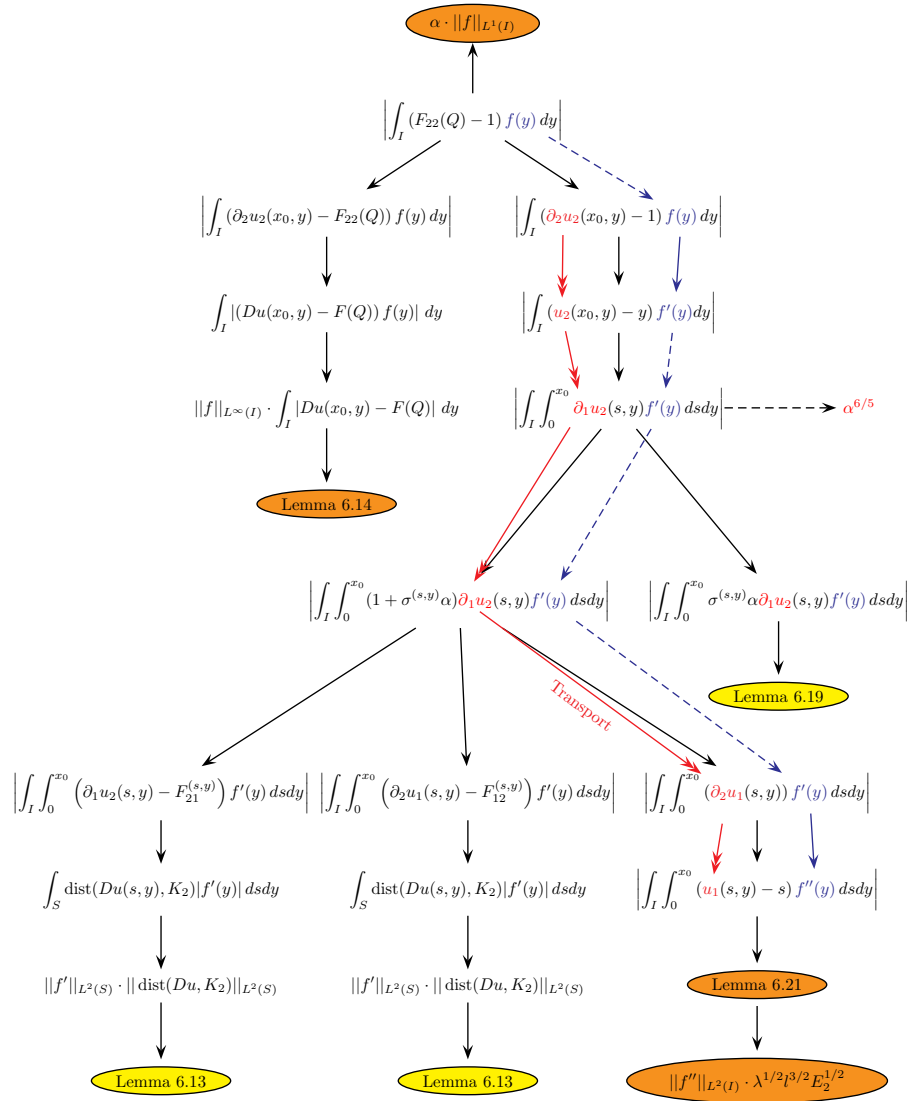 α · ||f||_{L^1(I)}
|∫_I (F_{22}(Q) − 1) f(y) dy|
|∫_I (∂_2u_2(x_0, y) − F_{22}(Q)) f(y) dy|
|∫_I (∂_2u_2(x_0, y) − 1) f(y) dy|
∫_I |(Du(x_0, y) − F(Q)) f(y)| dy
|∫_I (u_2(x_0, y) − y) f′(y)dy|
||f||_{L^∞(I)} · ∫_I |Du(x_0, y) − F(Q)| dy
|∫_I ∫_0^{x_0} ∂_1u_2(s, y)f′(y) dsdy|
α^{6/5}
Lemma 6.14
|∫_I ∫_0^{x_0} (1 + σ^{(s,y)}α)∂_1u_2(s, y)f′(y) dsdy|
|∫_I ∫_0^{x_0} σ^{(s,y)}α∂_1u_2(s, y)f′(y) dsdy|
Lemma 6.19
Transport
|∫_I ∫_0^{x_0} (∂_1u_2(s, y) − F_{21}^{(s,y)}) f′(y) dsdy|
|∫_I ∫_0^{x_0} (∂_2u_1(s, y) − F_{12}^{(s,y)}) f′(y) dsdy|
|∫_I ∫_0^{x_0} (∂_2u_1(s, y)) f′(y) dsdy|
∫_S dist(Du(s, y), K_2)|f′(y)| dsdy
∫_S dist(Du(s, y), K_2)|f′(y)| dsdy
|∫_I ∫_0^{x_0} (u_1(s, y) − s) f′′(y) dsdy|
||f′||_{L^2(S)} · || dist(Du, K_2)||_{L^2(S)}
||f′||_{L^2(S)} · || dist(Du, K_2)||_{L^2(S)}
Lemma 6.21
Lemma 6.13
Lemma 6.13
||f′′||_{L^2(I)} · λ^{1/2}l^{3/2}E_2^{1/2}